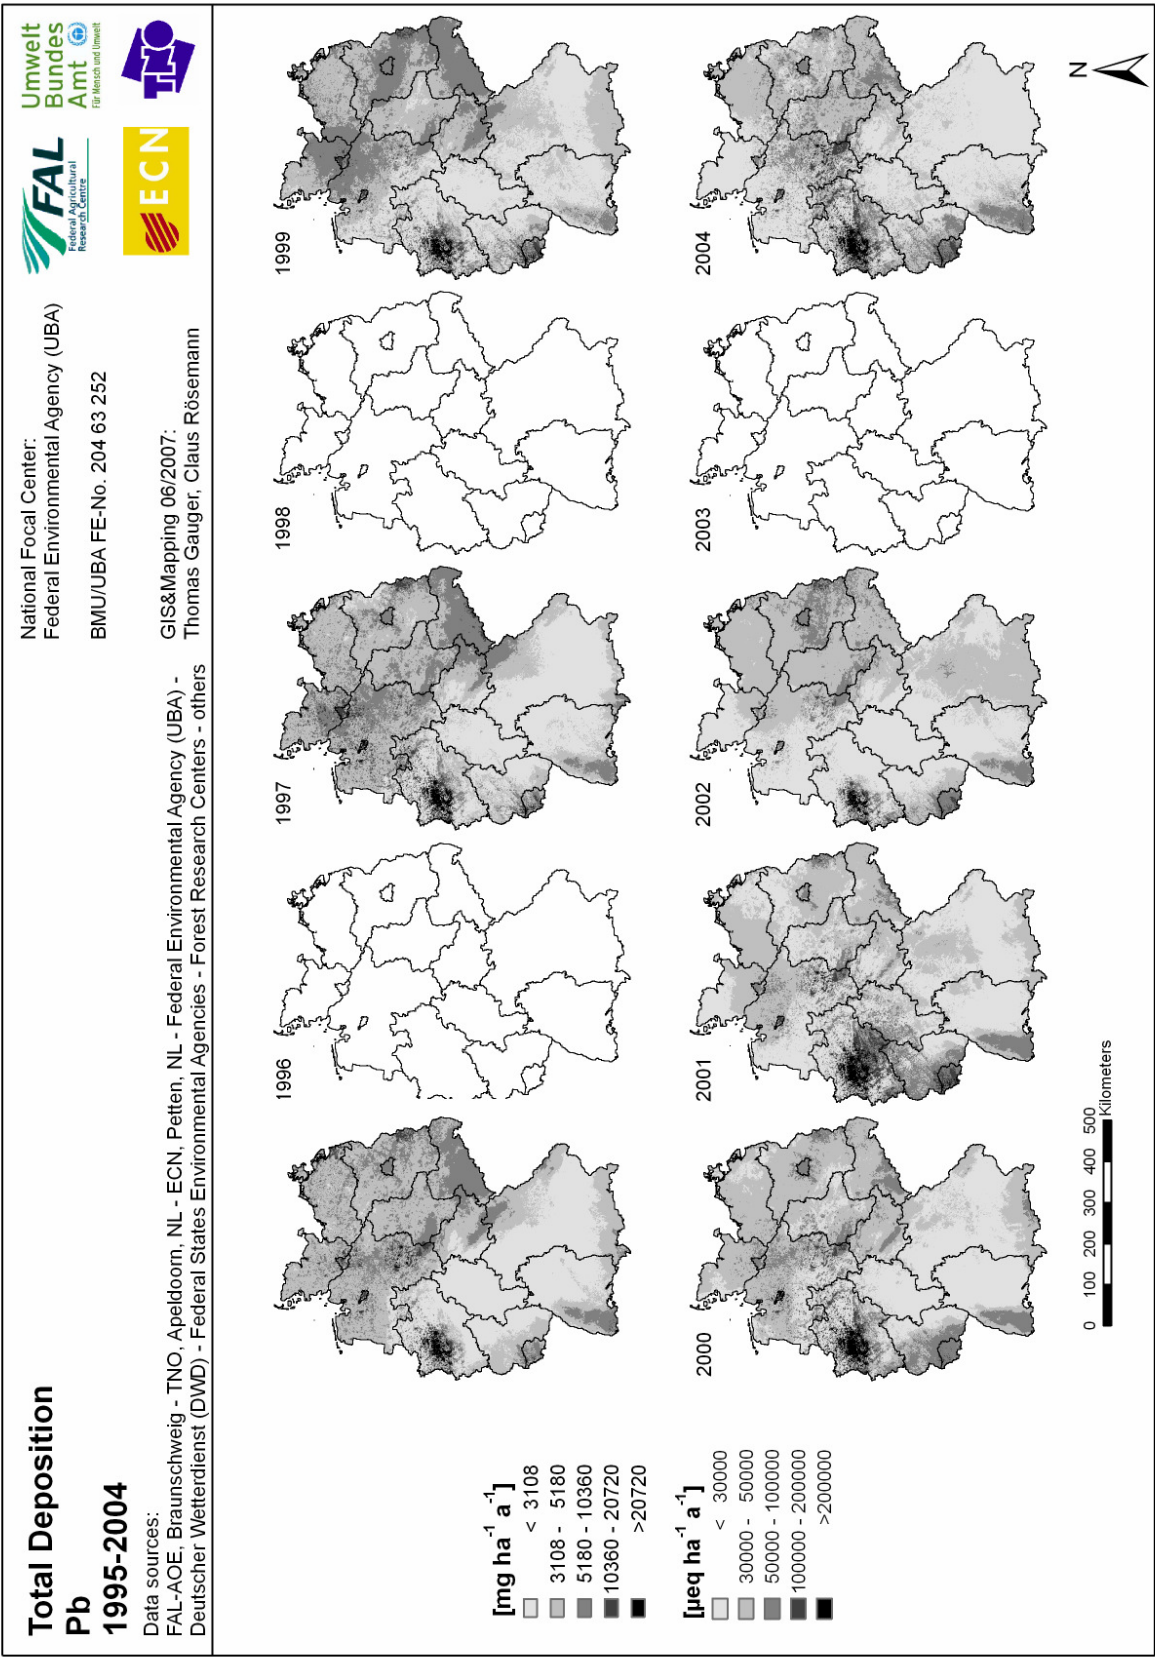 Total Deposition
Pb
1995-2004
Data sources:
FAL-AOE, Braunschweig - TNO, Apeldoorn, NL - ECN, Petten, NL - Federal Environmental Agency (UBA) -
Deutscher Wetterdienst (DWD) - Federal States Environmental Agencies - Forest Research Centers - others
National Focal Center:
Federal Environmental Agency (UBA)
BMU/UBA FE-No. 204 63 252
GIS&Mapping 06/2007:
Thomas Gauger, Claus Rösemann
FAL
Federal Agricultural
Research Centre
Umwelt
Bundes
Amt
Für Mensch und Umwelt
ECN
TNO
1996
1997
1998
1999
[mg ha-1 a-1]
< 3108
3108 - 5180
5180 - 10360
10360 - 20720
>20720
[µeq ha-1 a-1]
< 30000
30000 - 50000
50000 - 100000
100000 - 200000
>200000
2000
2001
2002
2003
2004
0 100 200 300 400 500
Kilometers
N